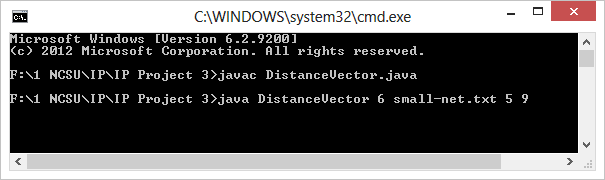 C:\WINDOWS\system32\cmd.exe
Microsoft Windows [Version 6.2.9200]
(c) 2012 Microsoft Corporation. All rights reserved.
F:\1 NCSU\IP\IP Project 3>javac DistanceVector.java
F:\1 NCSU\IP\IP Project 3>java DistanceVector 6 small-net.txt 5 9